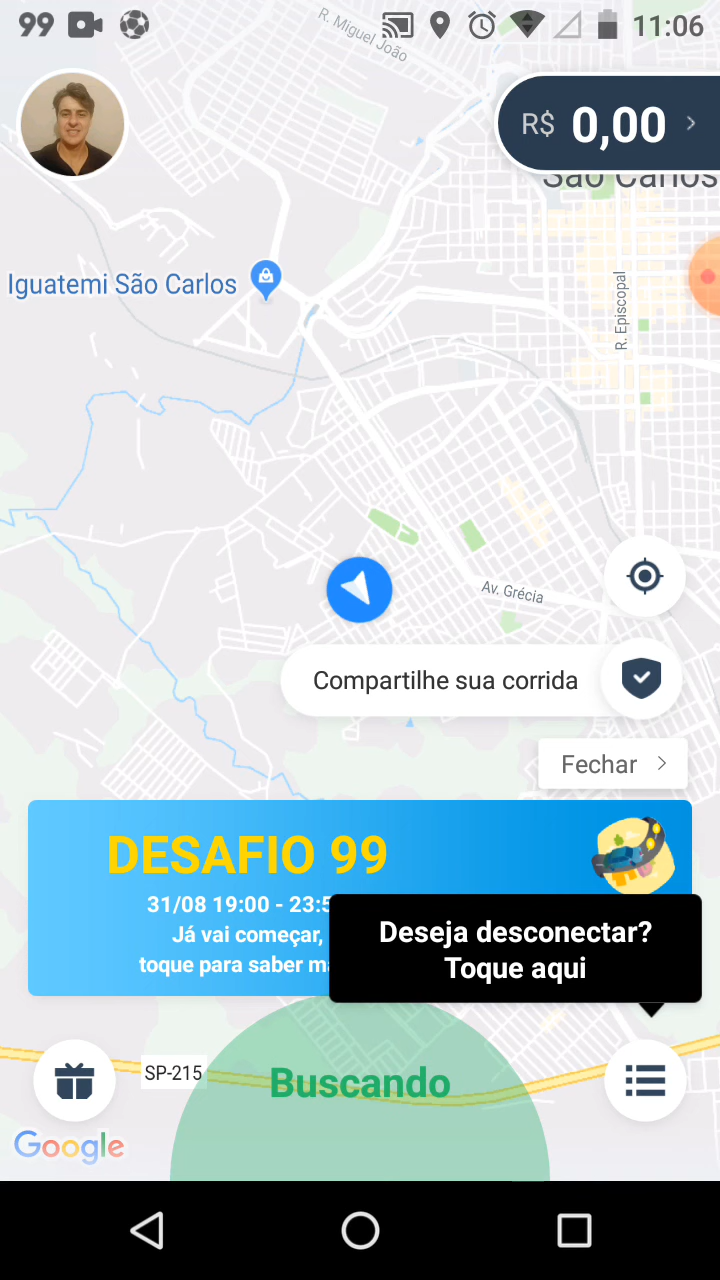 99
11:06
R. Miguel João
R$ 0,00
São Carlos
Iguatemi São Carlos
R. Episcopal
Av. Grécia
Compartilhe sua corrida
Fechar
DESAFIO 99
31/08 19:00 - 23:5
Já vai começar,
toque para saber ma
Deseja desconectar?
Toque aqui
SP-215
Buscando
Google